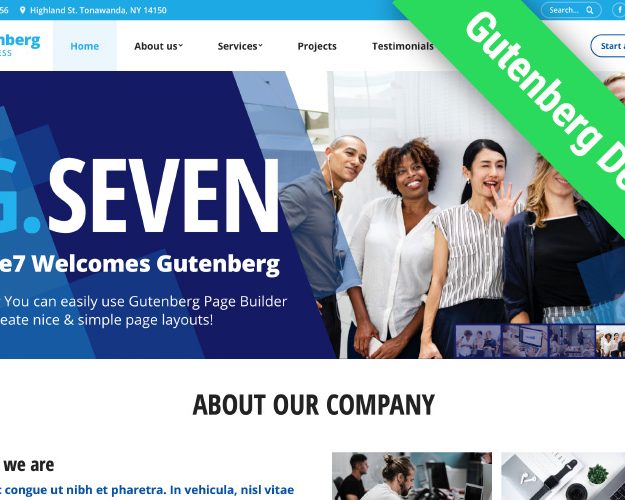 56 Highland St. Tonawanda, NY 14150 Search...
nberg
ESS
Home About us Services Projects Testimonials Start a
Gutenberg De
G.SEVEN
e7 Welcomes Gutenberg
You can easily use Gutenberg Page Builder
eate nice & simple page layouts!
ABOUT OUR COMPANY
we are
t congue ut nibh et pharetra. In vehicula, nisl vitae